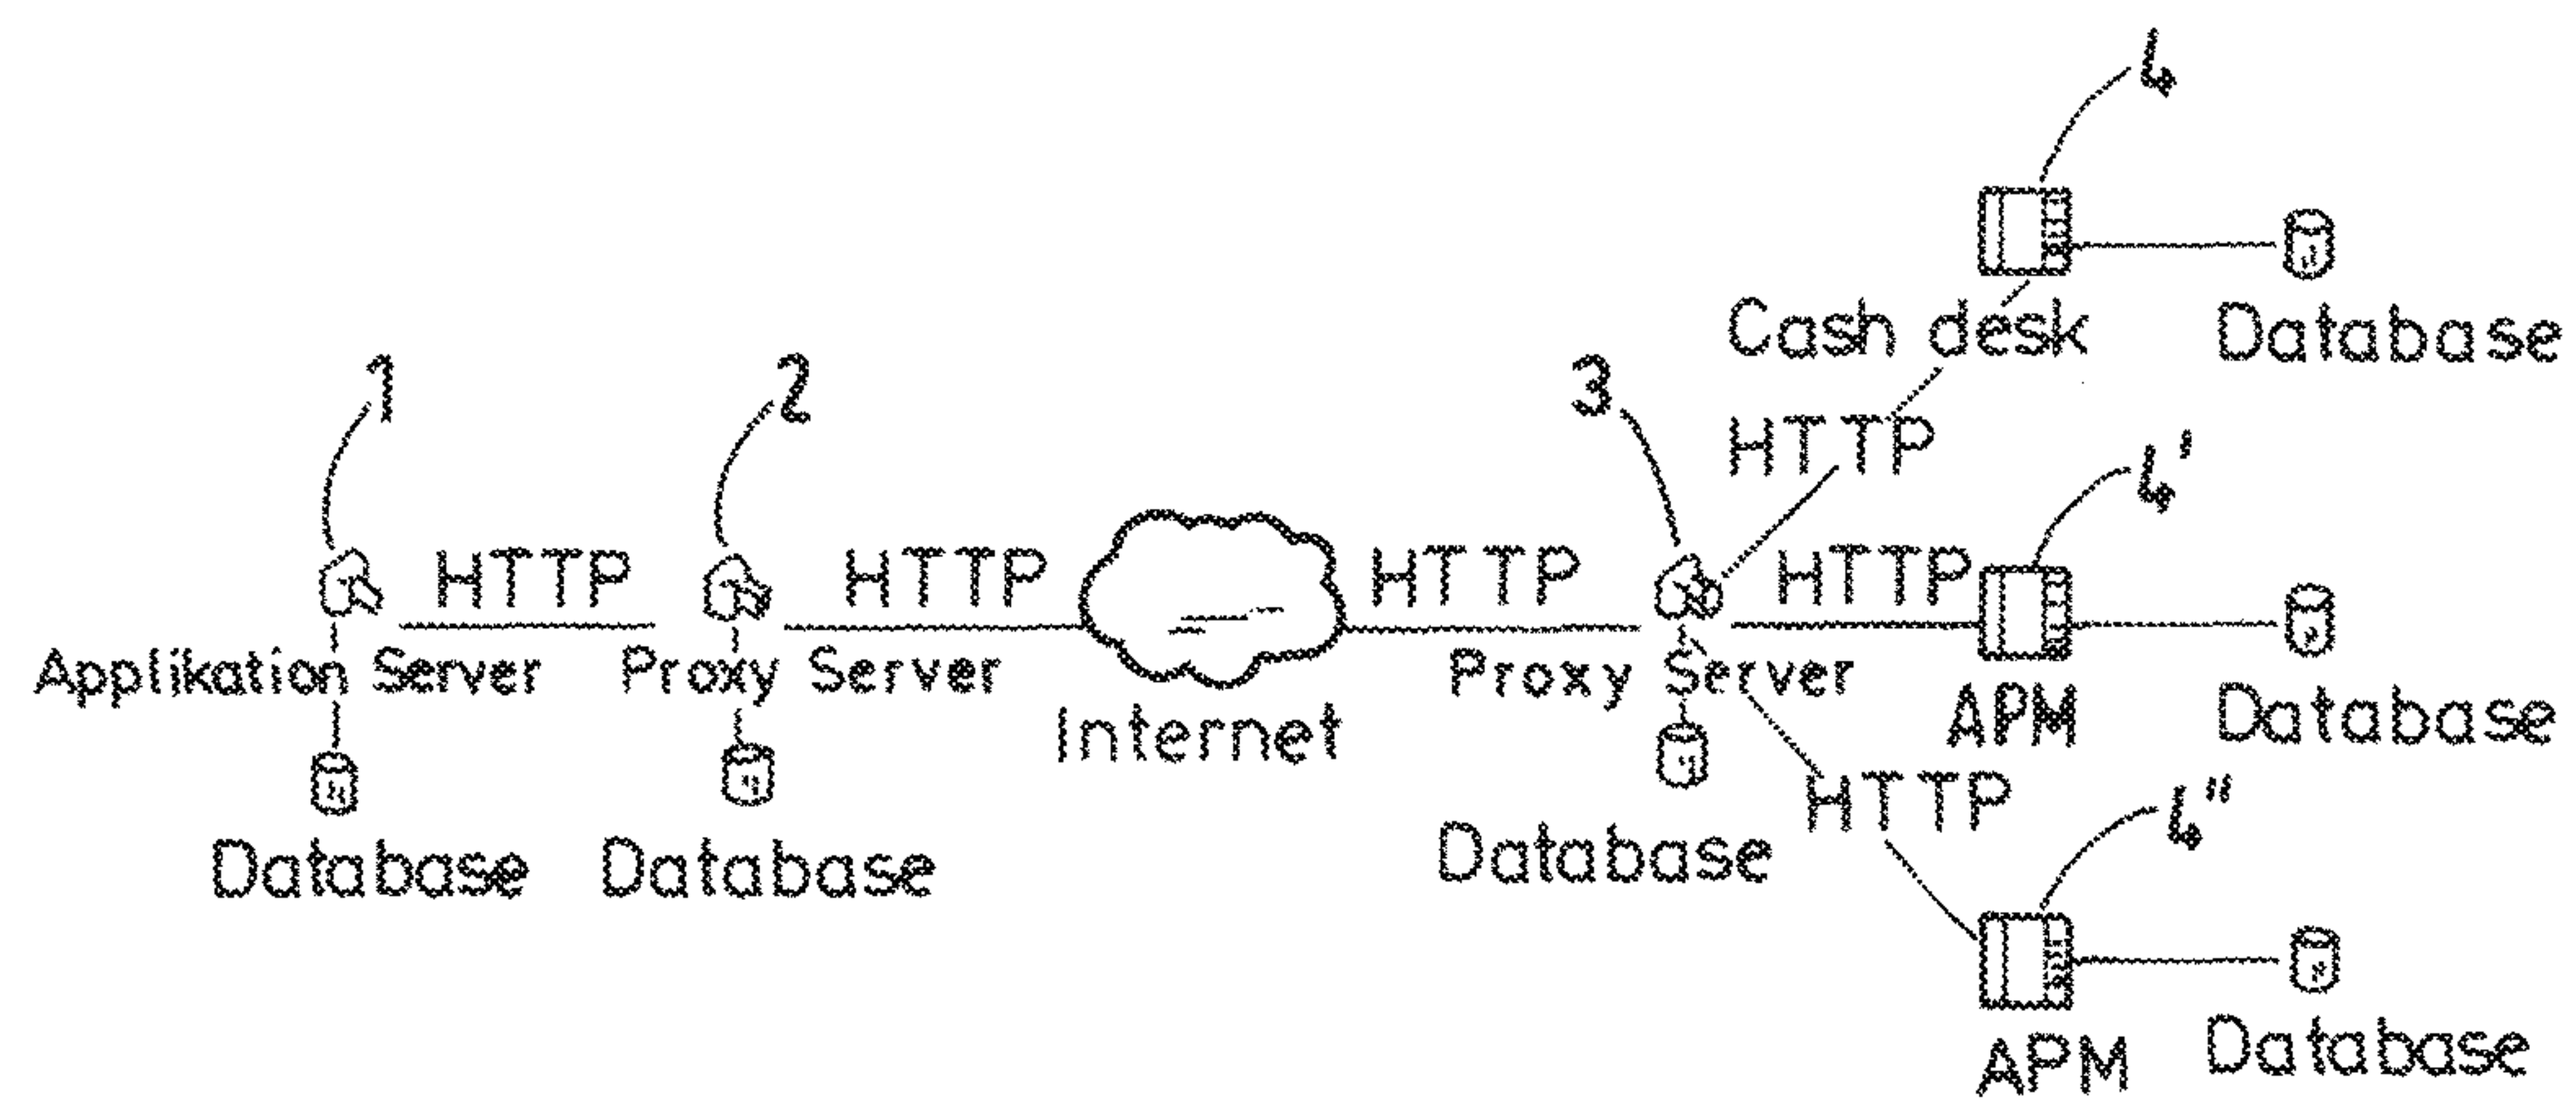 4
Cash desk
Database
1
2
3
HTTP
4'
HTTP
HTTP
HTTP
HTTP
Applikation Server
Proxy Server
Internet
Proxy Server
APM
Database
HTTP
4"
Database
Database
Database
APM
Database